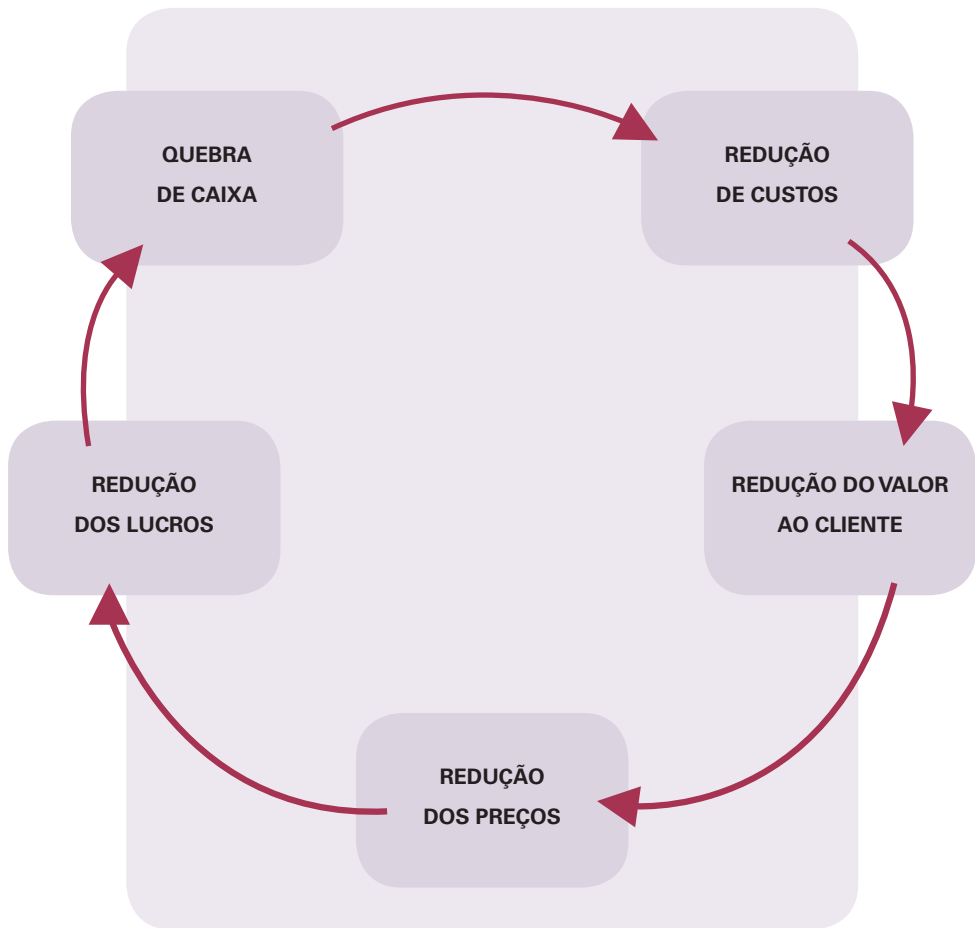 QUEBRA
DE CAIXA
REDUÇÃO
DE CUSTOS
REDUÇÃO DO VALOR
AO CLIENTE
REDUÇÃO
DOS PREÇOS
REDUÇÃO
DOS LUCROS